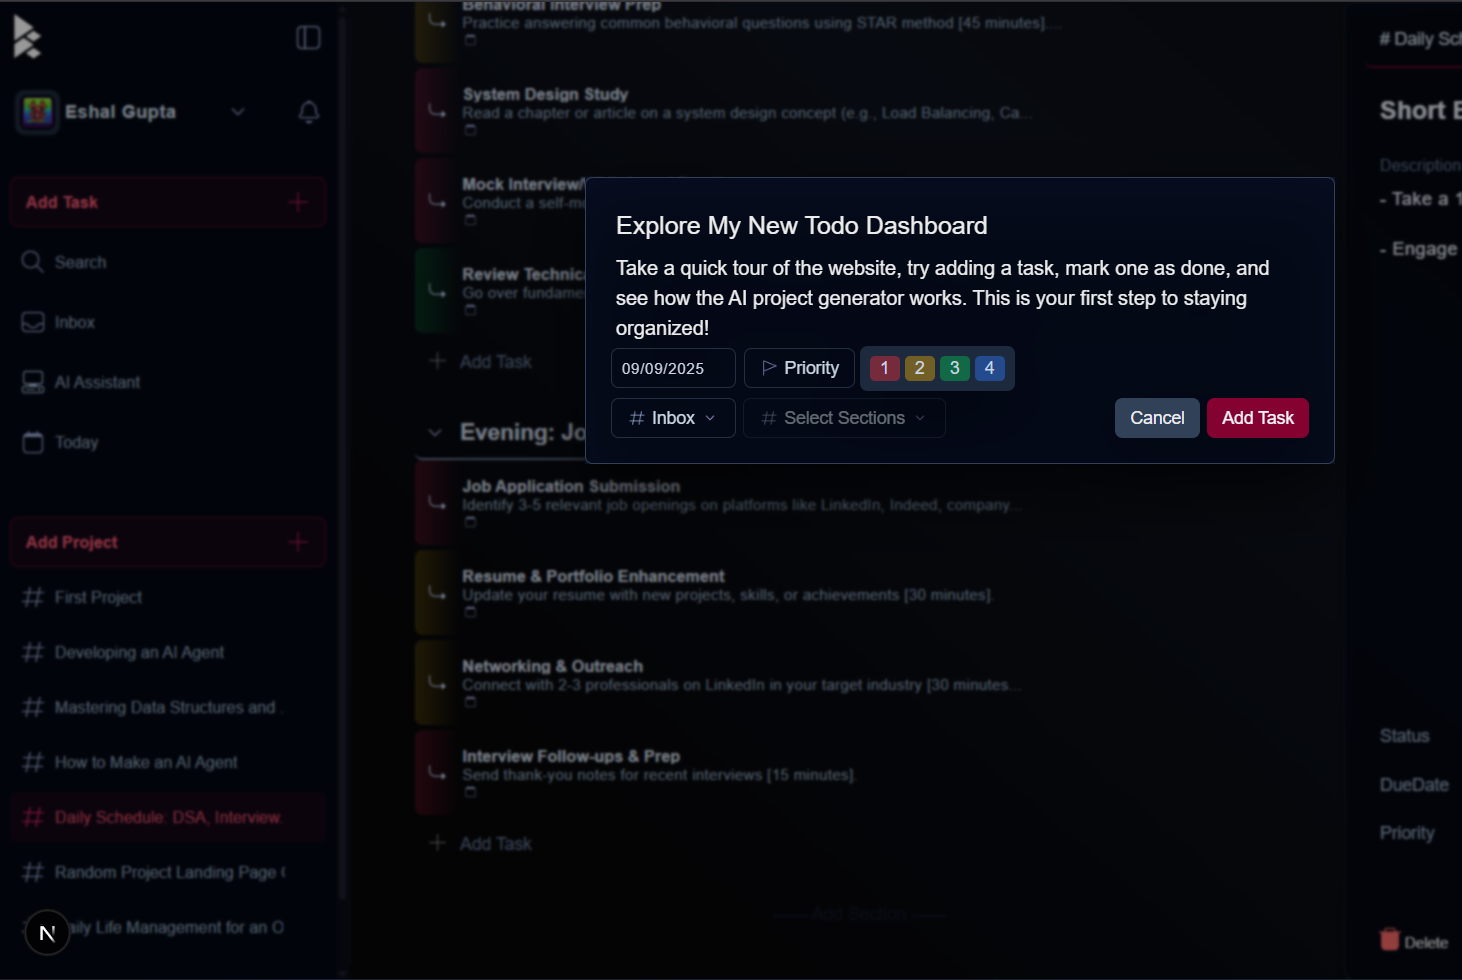 Eshal Gupta
Add Task
Search
Inbox
AI Assistant
Today
Add Project
First Project
Developing an AI Agent
Mastering Data Structures and .
How to Make an AI Agent
Daily Schedule: DSA, Interview.
Random Project Landing Page
aily Life Management for an O
N
Behavioral Interview Prep
Practice answering common behavioral questions using STAR method [45 minutes]....
System Design Study
Read a chapter or article on a system design concept (e.g., Load Balancing, Ca...
Mock Interview/
Conduct a self-m
Review Technica
Go over fundame
Add Task
Evening: Jo
Job Application Submission
Identify 3-5 relevant job openings on platforms like LinkedIn, Indeed, company...
Resume & Portfolio Enhancement
Update your resume with new projects, skills, or achievements [30 minutes].
Networking & Outreach
Connect with 2-3 professionals on LinkedIn in your target industry [30 minutes...
Interview Follow-ups & Prep
Send thank-you notes for recent interviews [15 minutes].
Add Task
Add Section
Explore My New Todo Dashboard
Take a quick tour of the website, try adding a task, mark one as done, and
see how the AI project generator works. This is your first step to staying
organized!
09/09/2025 Priority 1 2 3 4
# Inbox # Select Sections Cancel Add Task
# Daily Sc
Short
Description
- Take a 1
- Engage
Status
DueDate
Priority
Delete